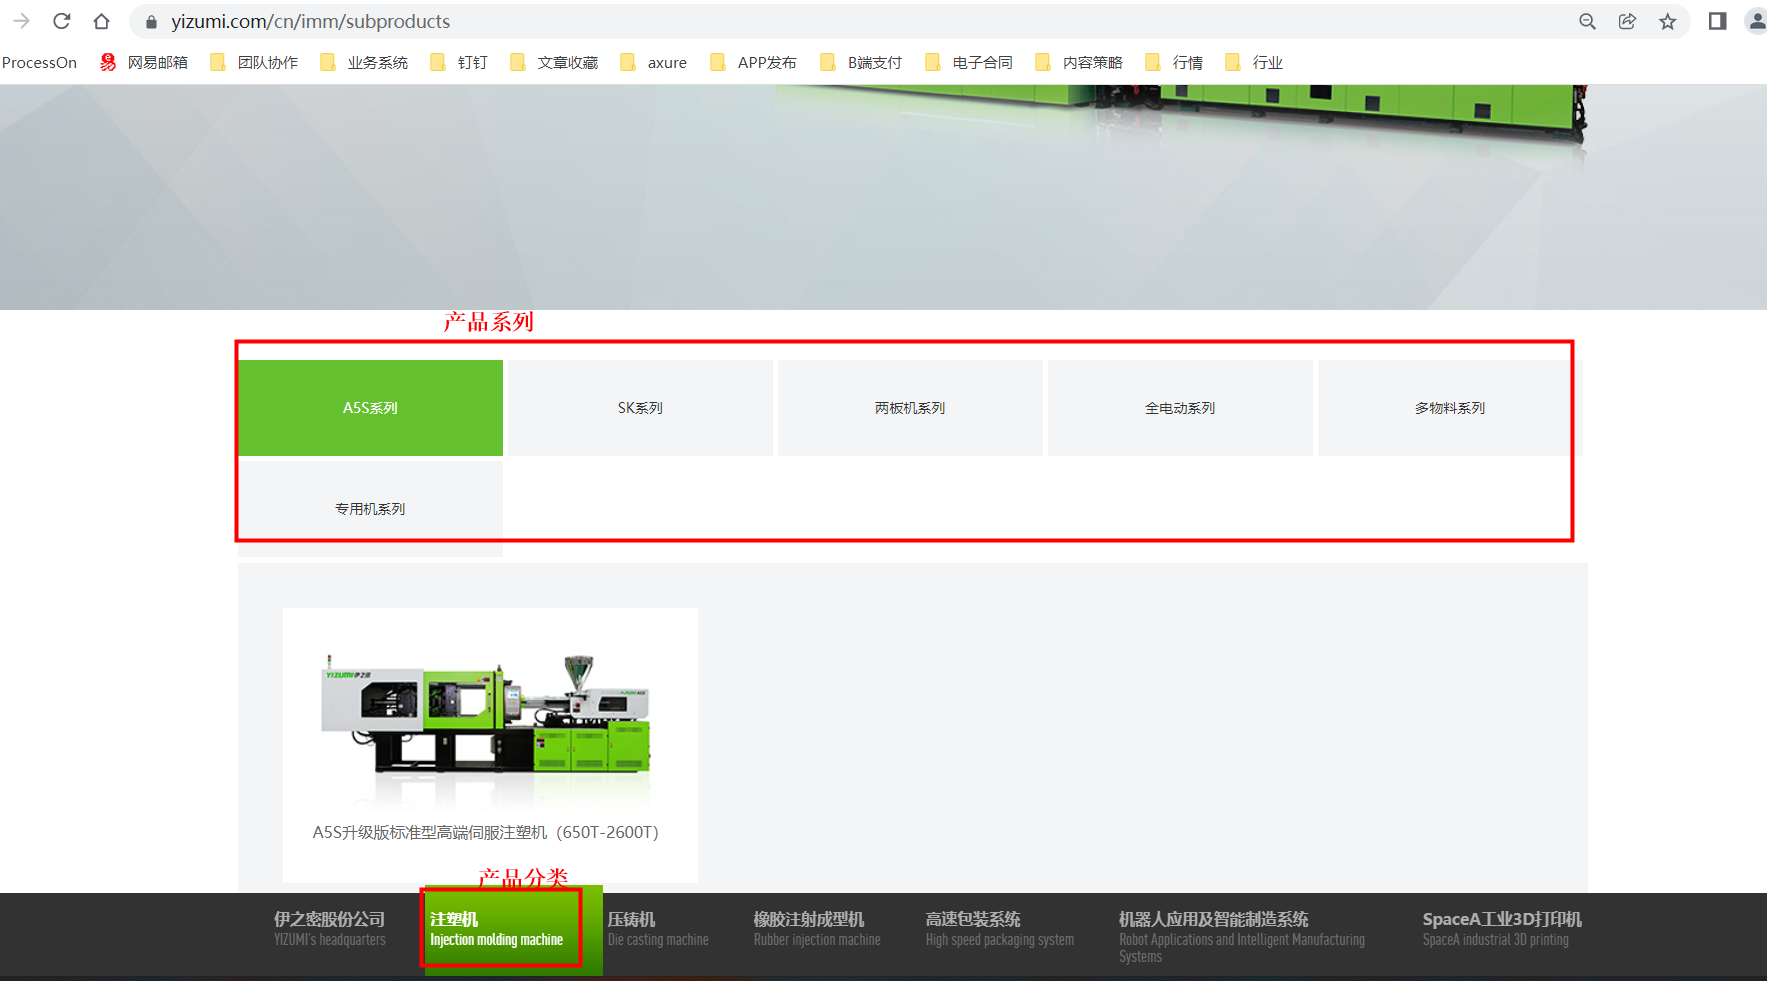 yizumi.com/cn/imm/subproducts
ProcessOn 网易邮箱 团队协作 业务系统 钉钉 文章收藏 axure APP发布 B端支付 电子合同 内容策略 行情 行业
产品系列
A5S系列 SK系列 两板机系列 全电动系列 多物料系列
专用机系列
YIZUMI伊之密
A5S升级版标准型高端伺服注塑机（650T-2600T）
产品分类
伊之密股份公司 注塑机 压铸机 橡胶注射成型机 高速包装系统 机器人应用及智能制造系统 SpaceA工业3D打印机
YIZUMI's headquarters Injection molding machine Die casting machine Rubber injection machine High speed packaging system Robot Applications and Intelligent Manufacturing SpaceA industrial 3D printing
Systems